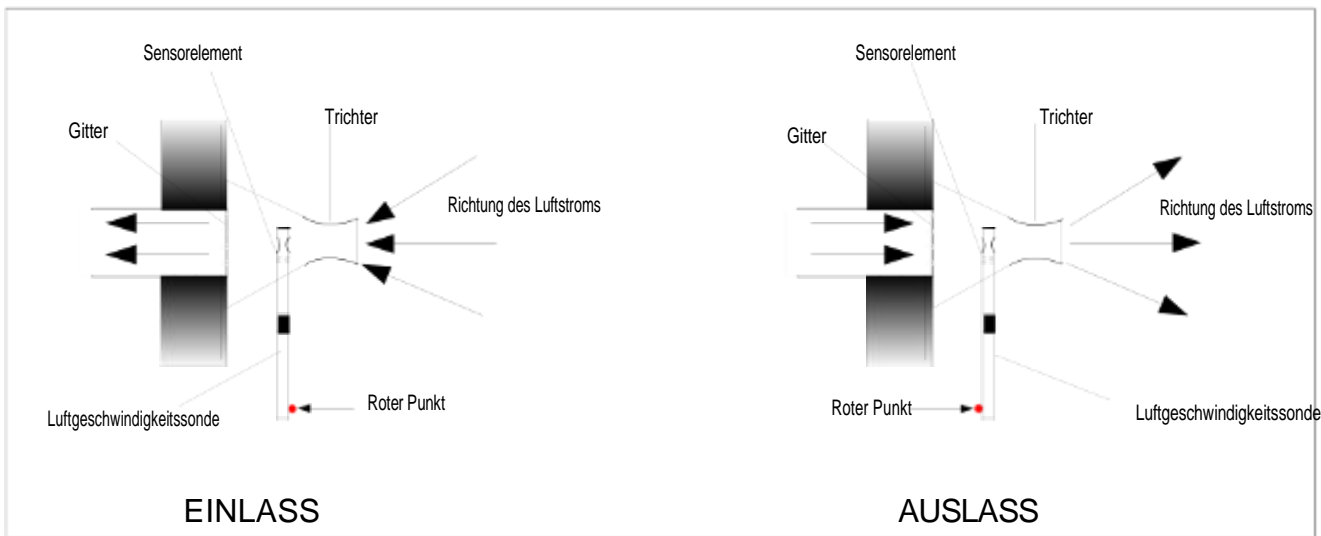 Sensorelement
Trichter
Gitter
Richtung des Luftstroms
Roter Punkt
Luftgeschwindigkeitssonde
EINLASS
Sensorelement
Trichter
Gitter
Richtung des Luftstroms
Roter Punkt
Luftgeschwindigkeitssonde
AUSLASS